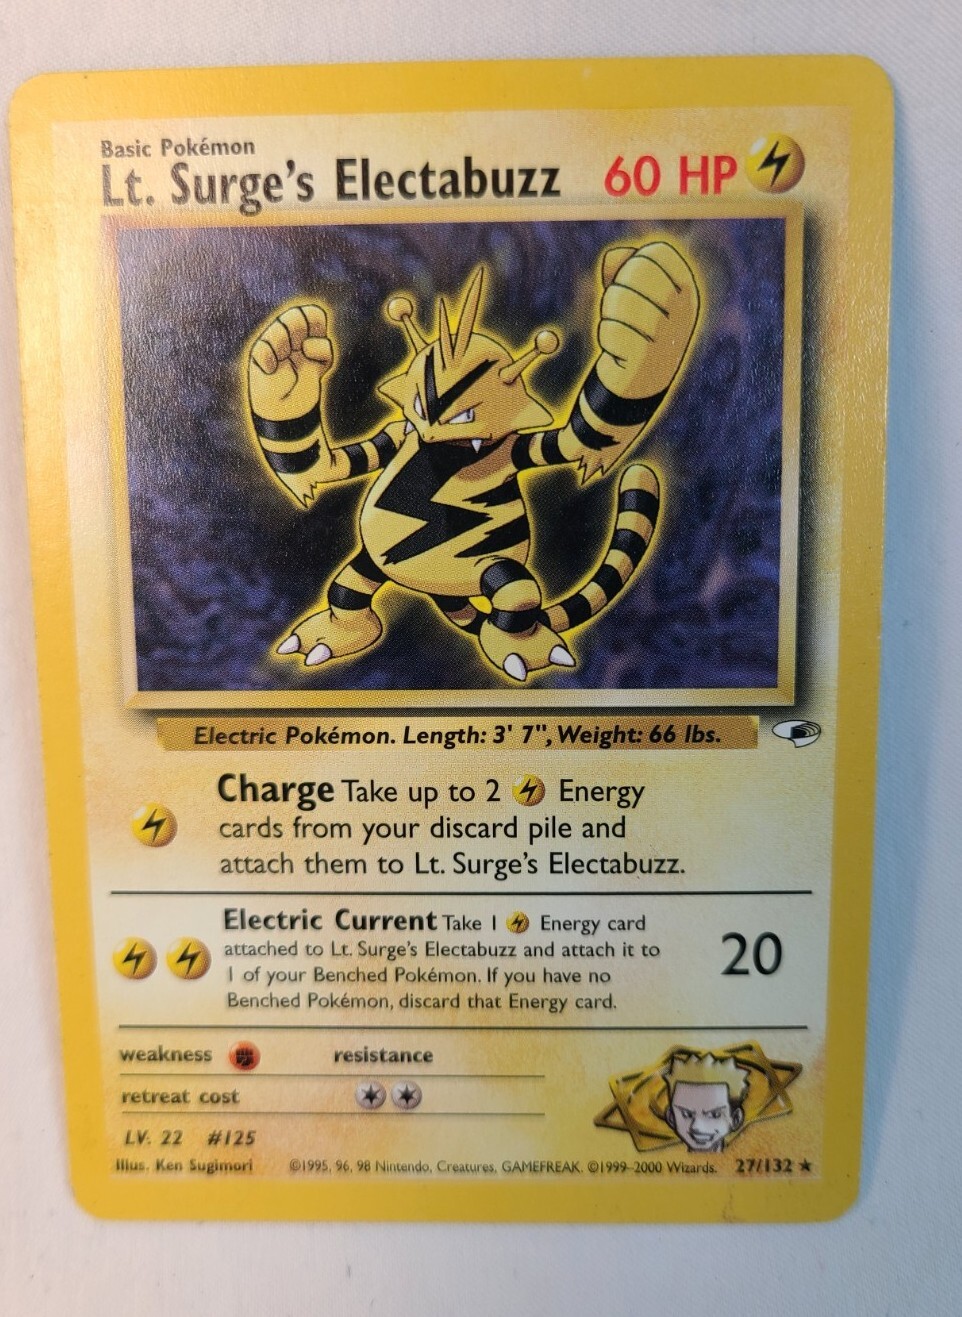 Basic Pokémon
Lt. Surge's Electabuzz 60 HP
Electric Pokémon. Length: 3' 7", Weight: 66 lbs.
Charge Take up to 2 Energy
cards from your discard pile and
attach them to Lt. Surge's Electabuzz.
Electric Current Take 1 Energy card
attached to Lt. Surge's Electabuzz and attach it to
1 of your Benched Pokémon. If you have no
Benched Pokémon, discard that Energy card.
20
weakness resistance
retreat cost
LV. 22 #125
Illus. Ken Sugimori ©1995, 96, 98 Nintendo, Creatures, GAMEFREAK. ©1999-2000 Wizards. 27/132 ★